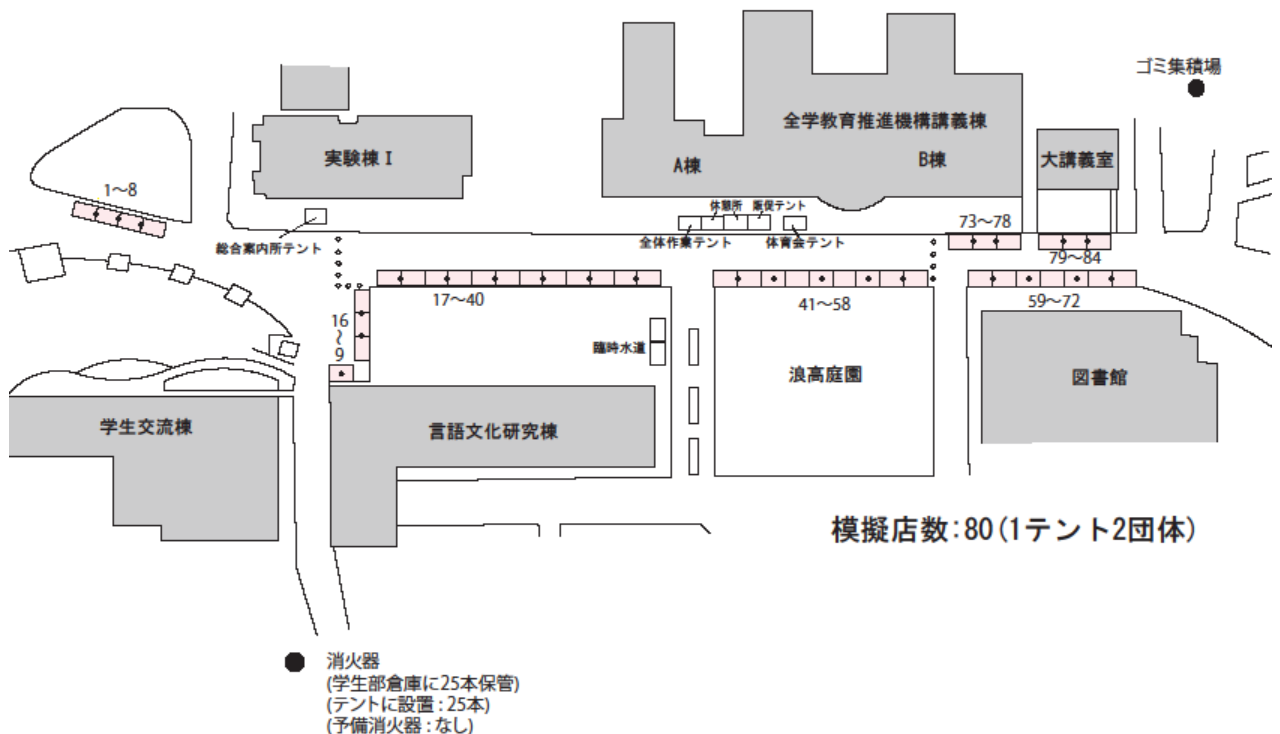 ゴミ集積場
全学教育推進機構講義棟
実験棟Ⅰ
A棟
B棟
大講義室
1～8
休憩所
販促テント
総合案内所テント
全体作業テント
体育会テント
73～78
79～84
17～40
41～58
59～72
16
～
9
臨時水道
浪高庭園
図書館
学生交流棟
言語文化研究棟
模擬店数:80(1テント2団体)
消火器
(学生部倉庫に25本保管)
(テントに設置:25本)
(予備消火器:なし)